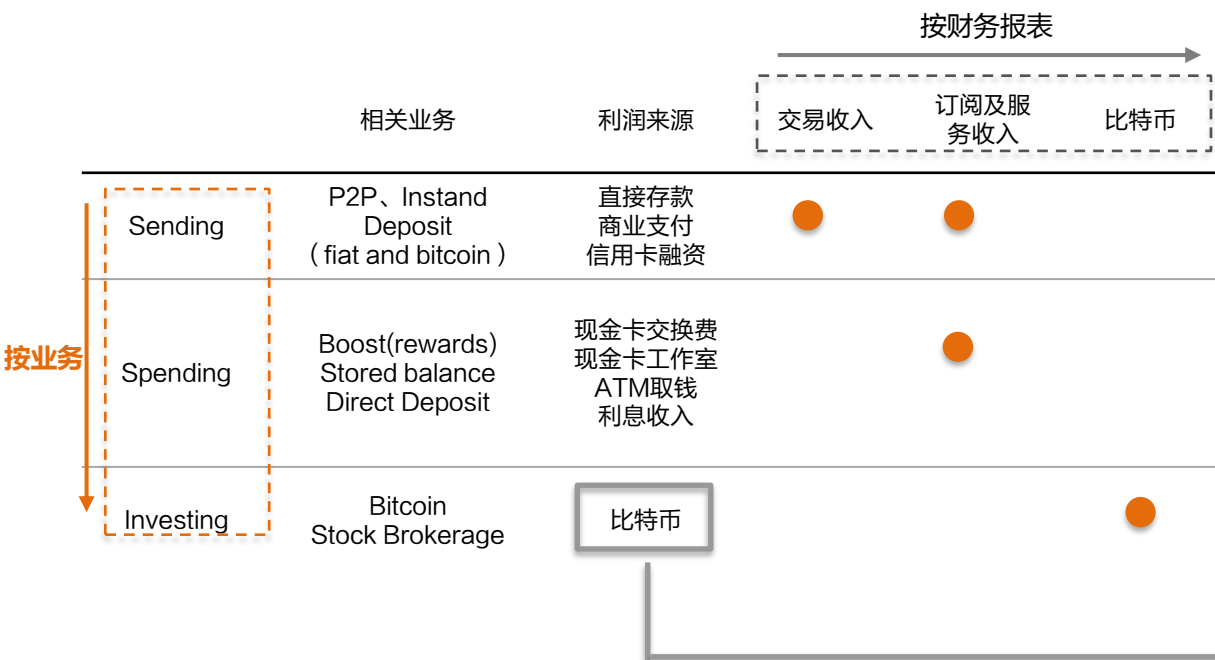 按财务报表
相关业务
利润来源
交易收入
订阅及服
务收入
比特币
按业务
Sending
P2P、Instand
Deposit
（fiat and bitcoin）
直接存款
商业支付
信用卡融资
Spending
Boost(rewards)
Stored balance
Direct Deposit
现金卡交换费
现金卡工作室
ATM取钱
利息收入
Investing
Bitcoin
Stock Brokerage
比特币